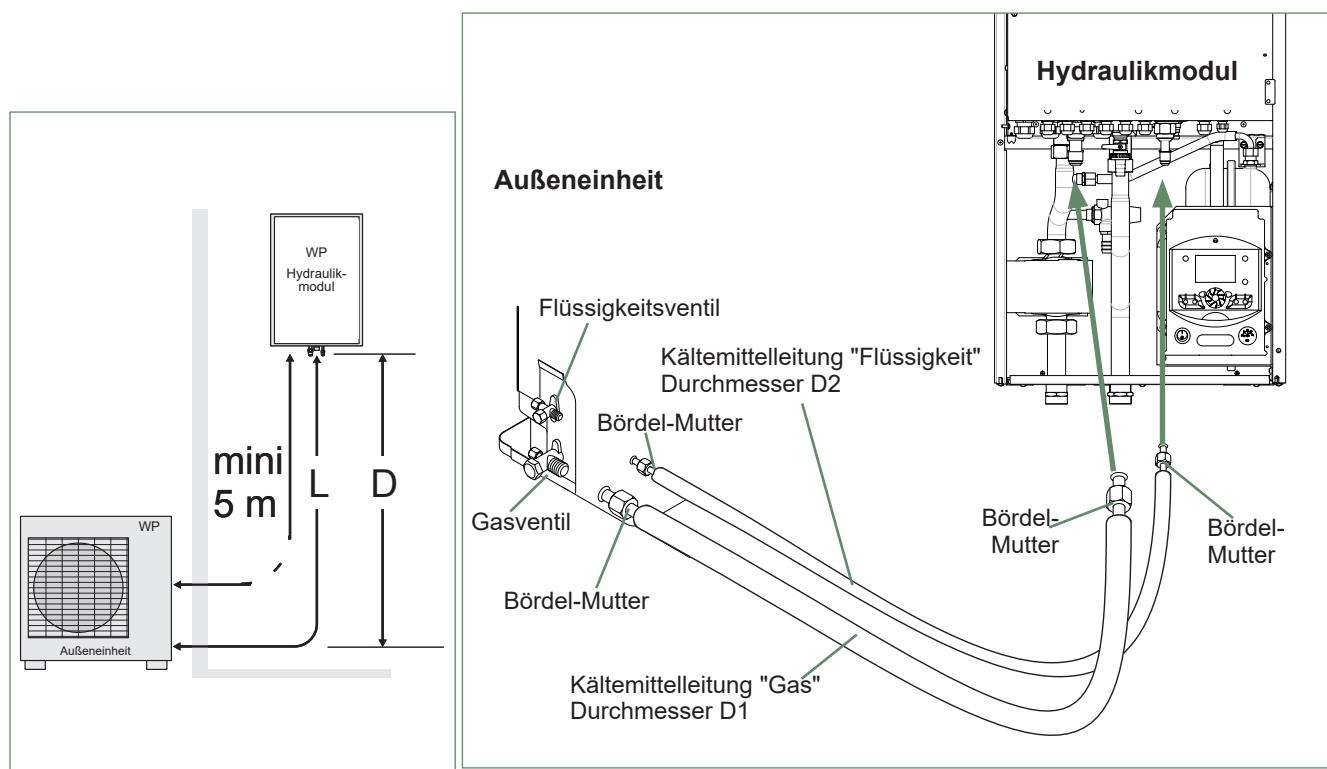 WP
Hydraulik-
modul
mini
5 m
L
D
WP
Außeneinheit
Hydraulikmodul
Außeneinheit
Flüssigkeitsventil
Kältemittelleitung "Flüssigkeit"
Durchmesser D2
Bördel-Mutter
Gasventil
Bördel-Mutter
Bördel-
Mutter
Bördel-
Mutter
Kältemittelleitung "Gas"
Durchmesser D1